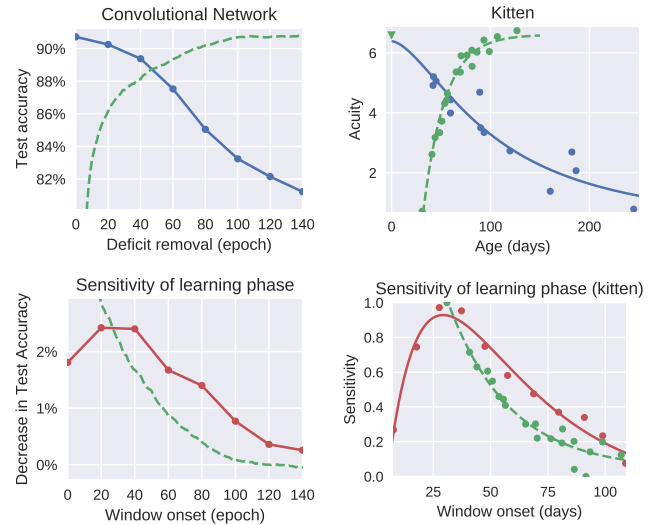 Convolutional Network
Test accuracy
90%
88%
86%
84%
82%
0 20 40 60 80 100 120 140
Deficit removal (epoch)
Kitten
Acuity
6
4
2
0 100 200
Age (days)
Sensitivity of learning phase
Decrease in Test Accuracy
2%
1%
0%
0 20 40 60 80 100 120 140
Window onset (epoch)
Sensitivity of learning phase (kitten)
Sensitivity
1.0
0.8
0.6
0.4
0.2
0.0
25 50 75 100
Window onset (days)